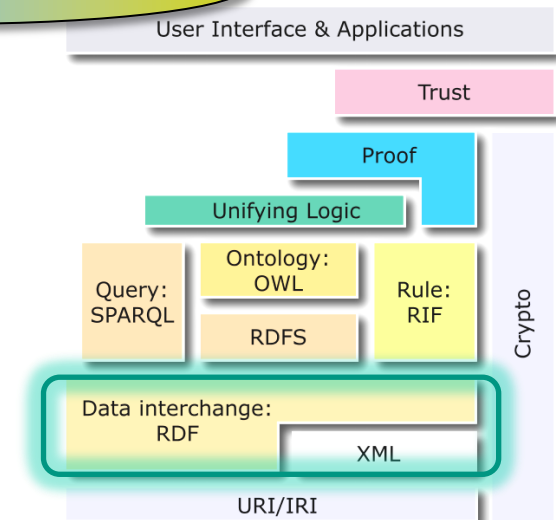 User Interface & Applications
Trust
Proof
Unifying Logic
Query:
SPARQL
Ontology:
OWL
RDFS
Rule:
RIF
Crypto
Data interchange:
RDF
XML
URI/IRI